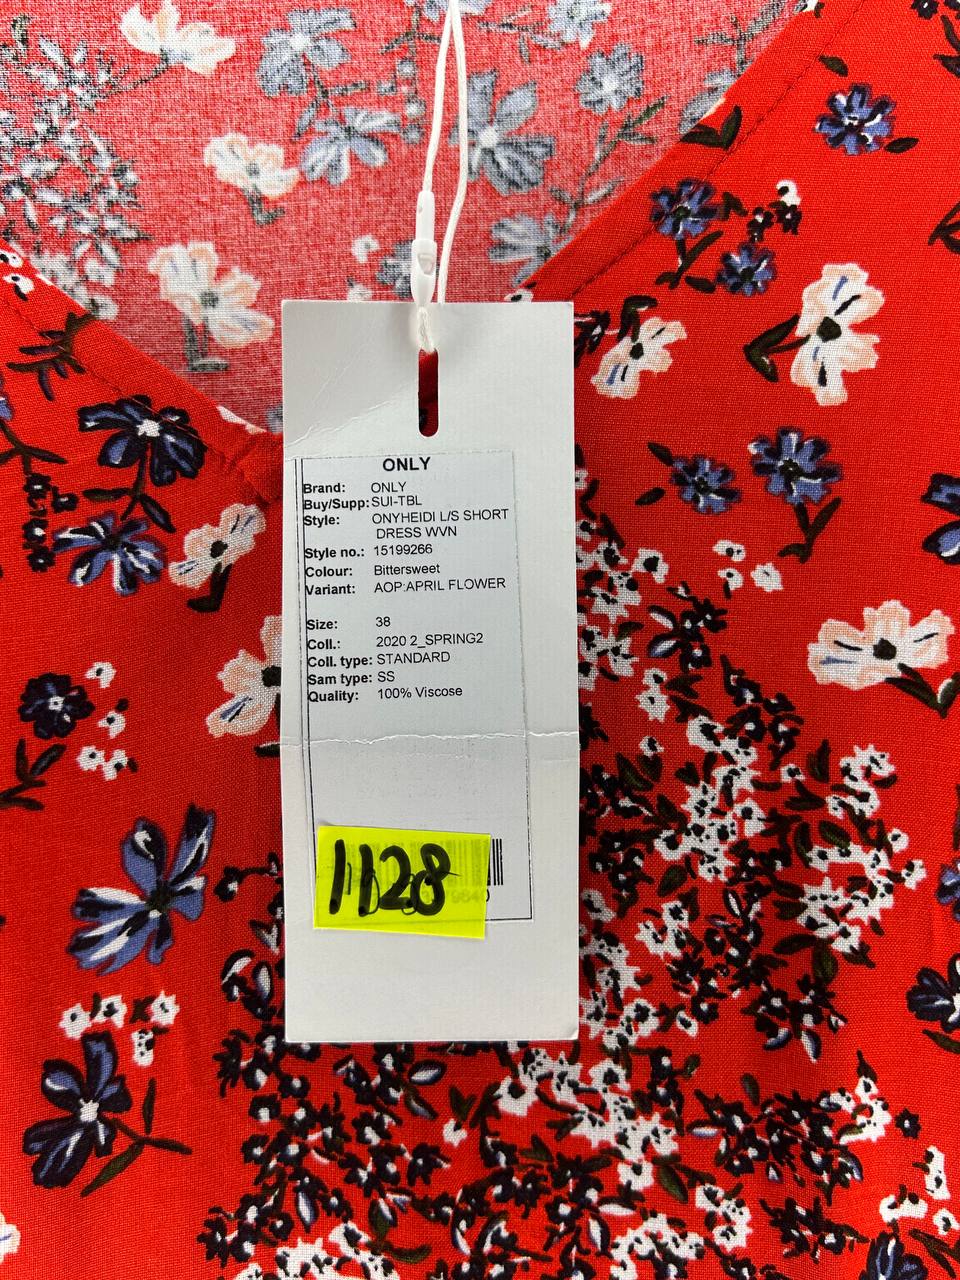 ONLY
Brand: ONLY
Buy/Supp: SUI-TBL
Style: ONYHEIDI L/S SHORT
DRESS WVN
Style no.: 15199266
Colour: Bittersweet
Variant: AOP:APRIL FLOWER
Size: 38
Coll.: 2020 2_SPRING2
Coll. type: STANDARD
Sam type: SS
Quality: 100% Viscose
1128